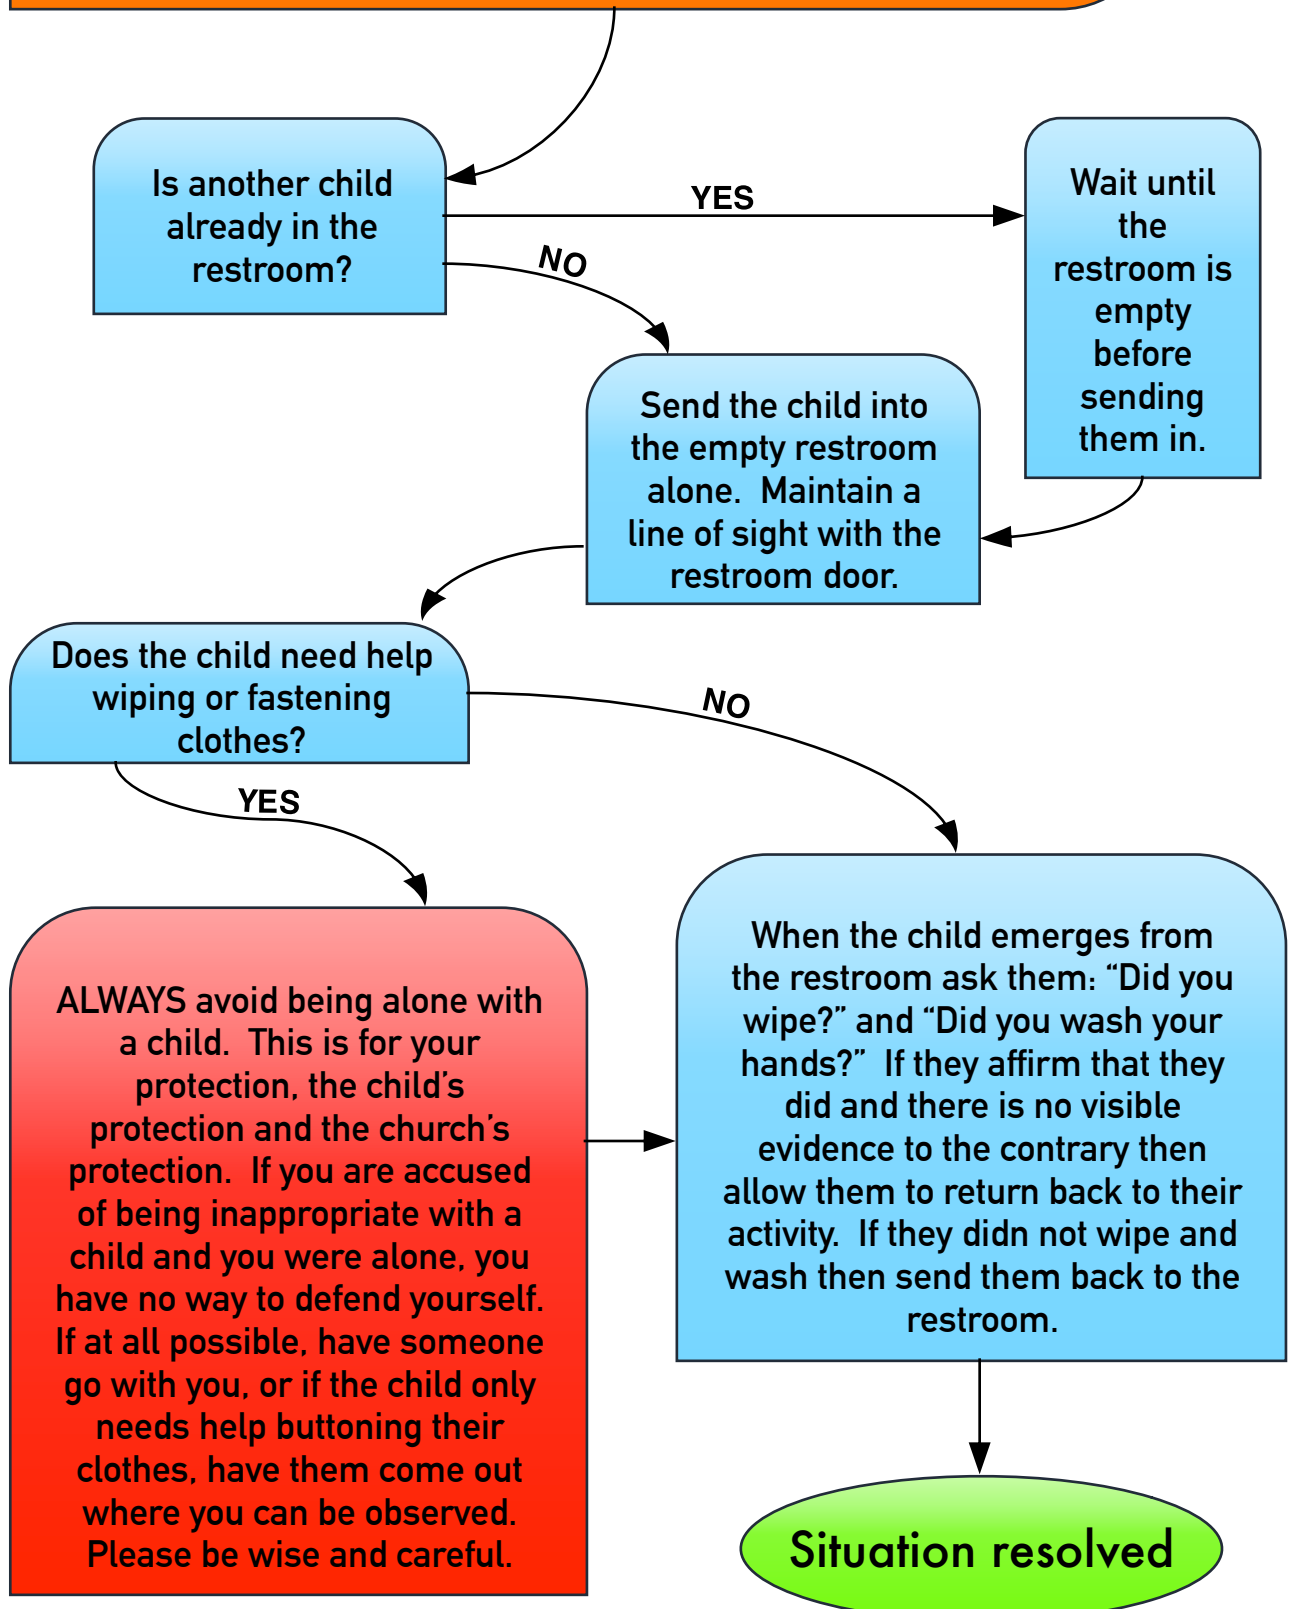 Is another child
already in the
restroom?
YES
NO
Wait until
the
restroom is
empty
before
sending
them in.
Send the child into
the empty restroom
alone.  Maintain a
line of sight with the
restroom door.
Does the child need help
wiping or fastening
clothes?
NO
YES
ALWAYS avoid being alone with
a child.  This is for your
protection, the child’s
protection and the church’s
protection.  If you are accused
of being inappropriate with a
child and you were alone, you
have no way to defend yourself.
If at all possible, have someone
go with you, or if the child only
needs help buttoning their
clothes, have them come out
where you can be observed.
Please be wise and careful.
When the child emerges from
the restroom ask them: “Did you
wipe?” and “Did you wash your
hands?”  If they affirm that they
did and there is no visible
evidence to the contrary then
allow them to return back to their
activity.  If they didn not wipe and
wash then send them back to the
restroom.
Situation resolved